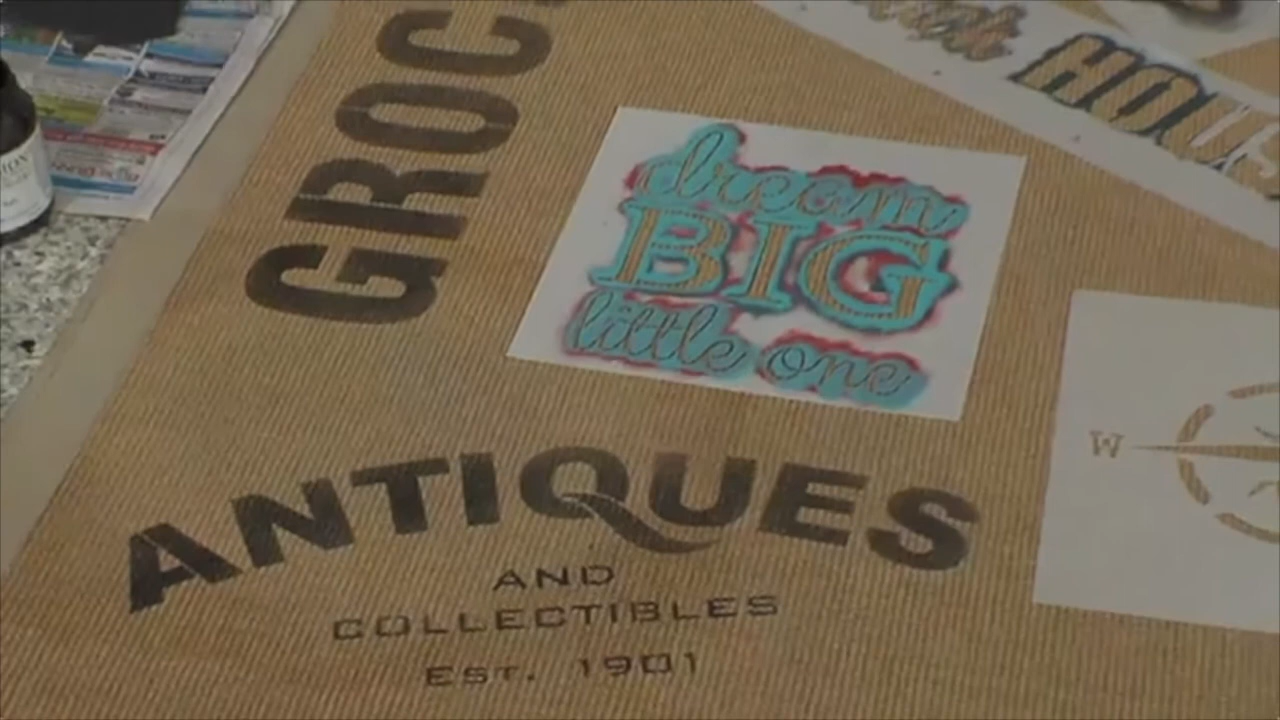 GROC
HOUS
dream
BIG
little one
W
ANTIQUES
AND
COLLECTIBLES
EST. 1901